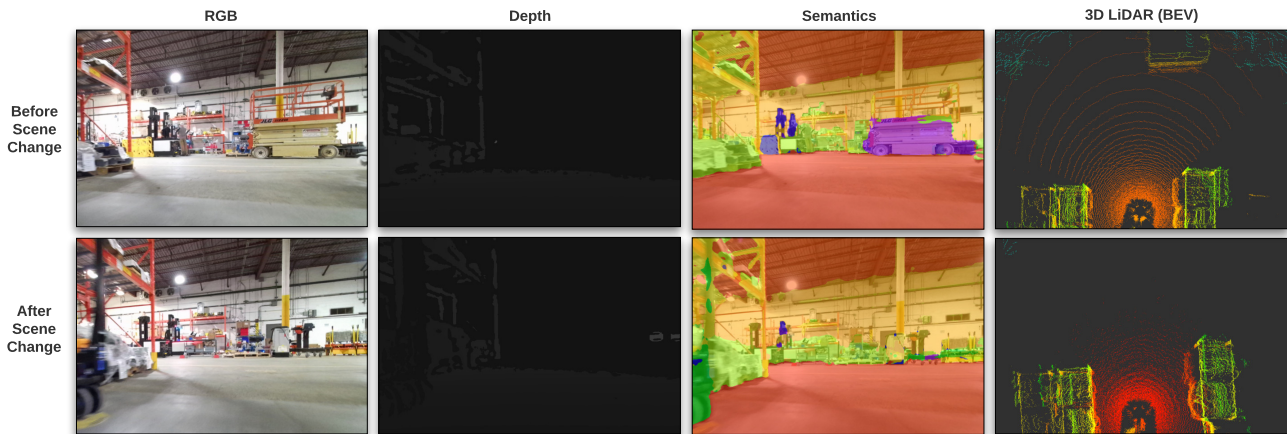 RGB
Depth
Semantics
3D LiDAR (BEV)
Before
Scene
Change
After
Scene
Change